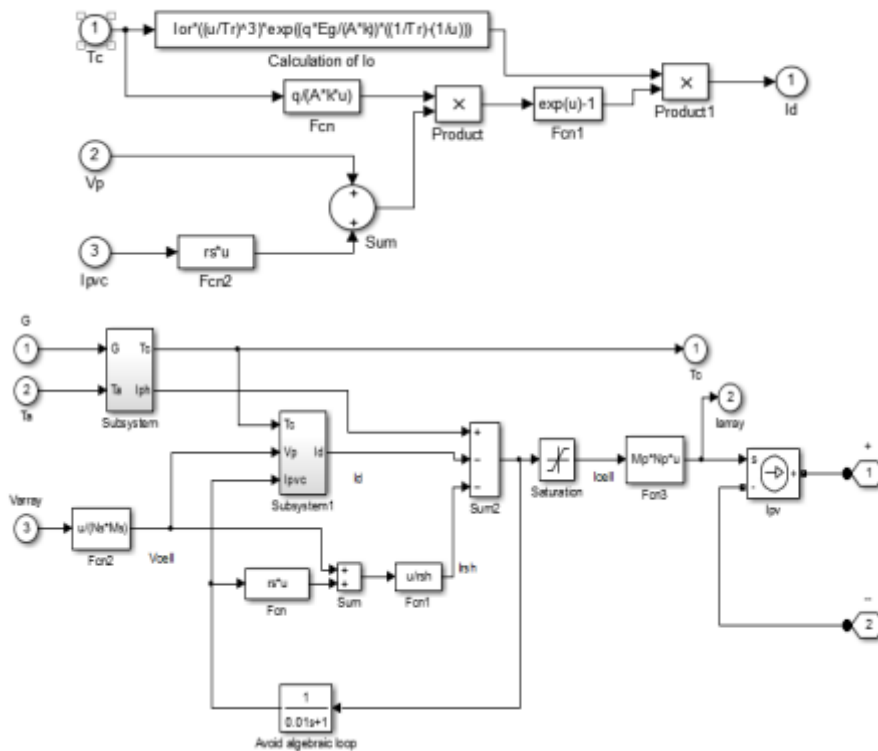 1
Tc
Ior*((u/Tr)^3)*exp((q*Eg/(A*k))*((1/Tr)-(1/u)))
Calculation of Io
q/(A*k*u)
Fcn
×
Product
exp(u)-1
Fcn1
×
Product1
1
Id
2
Vp
+
+
Sum
3
Ipvc
rs*u
Fcn2
G
1
2
Ta
G Tc
Ta Iph
Subsystem
1
Tc
2
Iarray
Tc
Vp Id
Ipvc
Subsystem1
Id
+
−
−
Sum2
Saturation
Icell
Mp*Np*u
Fcn3
s
+
-
Ipv
+
1
−
2
Varray
3
u/(Ns*Ms)
Fcn2
Vcell
rs*u
Fcn
+
+
Sum
u/rsh
Fcn1
Irsh
1
0.01s+1
Avoid algebraic loop